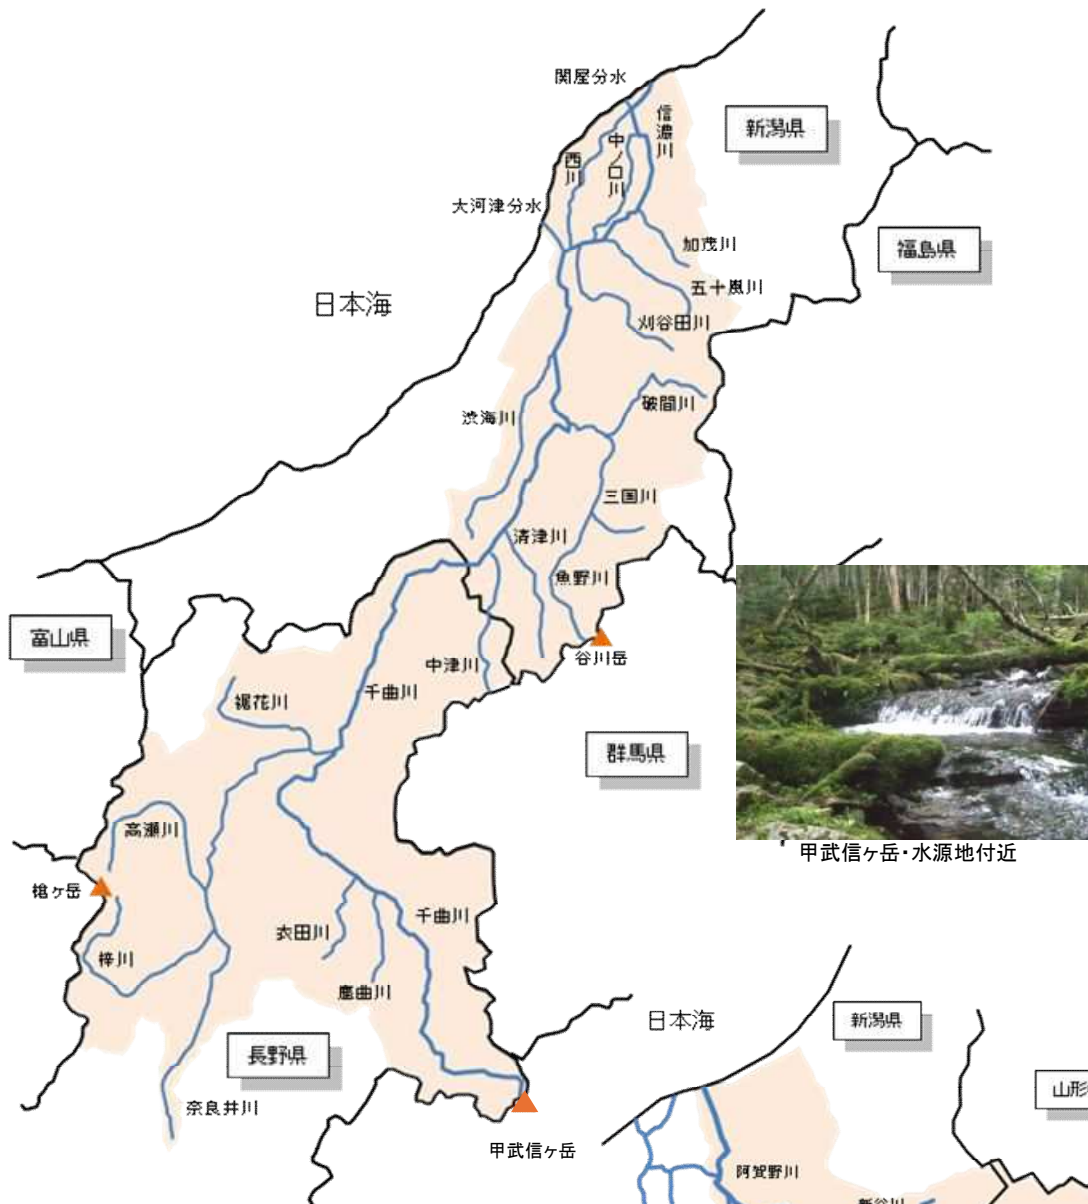 関屋分水
信濃川
新潟県
中ノ口川
西川
大河津分水
加茂川
福島県
五十嵐川
日本海
刈谷田川
破間川
渋海川
三国川
清津川
魚野川
富山県
谷川岳
中津川
千曲川
裾花川
群馬県
高瀬川
甲武信ヶ岳・水源地付近
槍ヶ岳
千曲川
衣田川
梓川
鹿曲川
日本海
新潟県
長野県
山形
奈良井川
甲武信ヶ岳
阿賀野川